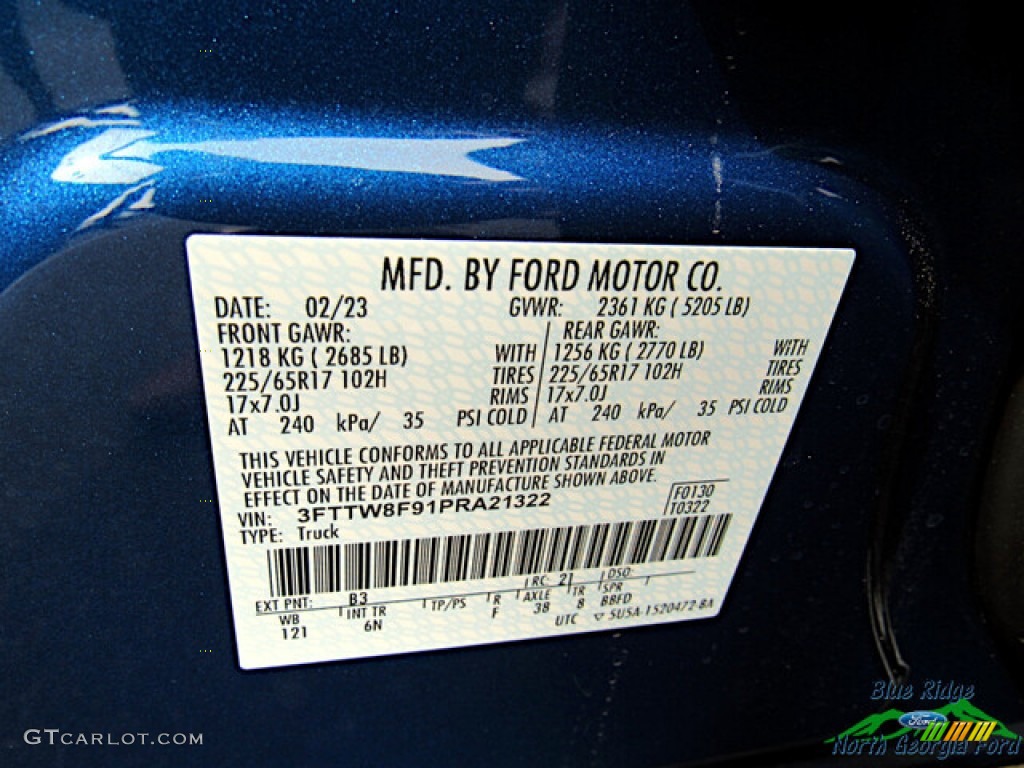 MFD. BY FORD MOTOR CO.
DATE: 02/23 GVWR: 2361 KG ( 5205 LB)
FRONT GAWR: REAR GAWR:
1218 KG ( 2685 LB) WITH 1256 KG ( 2770 LB) WITH
225/65R17 102H TIRES 225/65R17 102H TIRES
17x7.0J RIMS 17x7.0J RIMS
AT 240 kPa/ 35 PSI COLD AT 240 kPa/ 35 PSI COLD
THIS VEHICLE CONFORMS TO ALL APPLICABLE FEDERAL MOTOR
VEHICLE SAFETY AND THEFT PREVENTION STANDARDS IN
EFFECT ON THE DATE OF MANUFACTURE SHOWN ABOVE.
VIN: 3FTTW8F91PRA21322 F0130
TYPE: Truck T0322
EXT PNT: B3 RC: 21 DSO:
WB INT TR TP/PS R AXLE TR SPR
121 6N F 38 8 BBFD
UTC 5U5A-1520472-BA
Blue Ridge
Ford
North Georgia Ford
GTCARLOT.COM